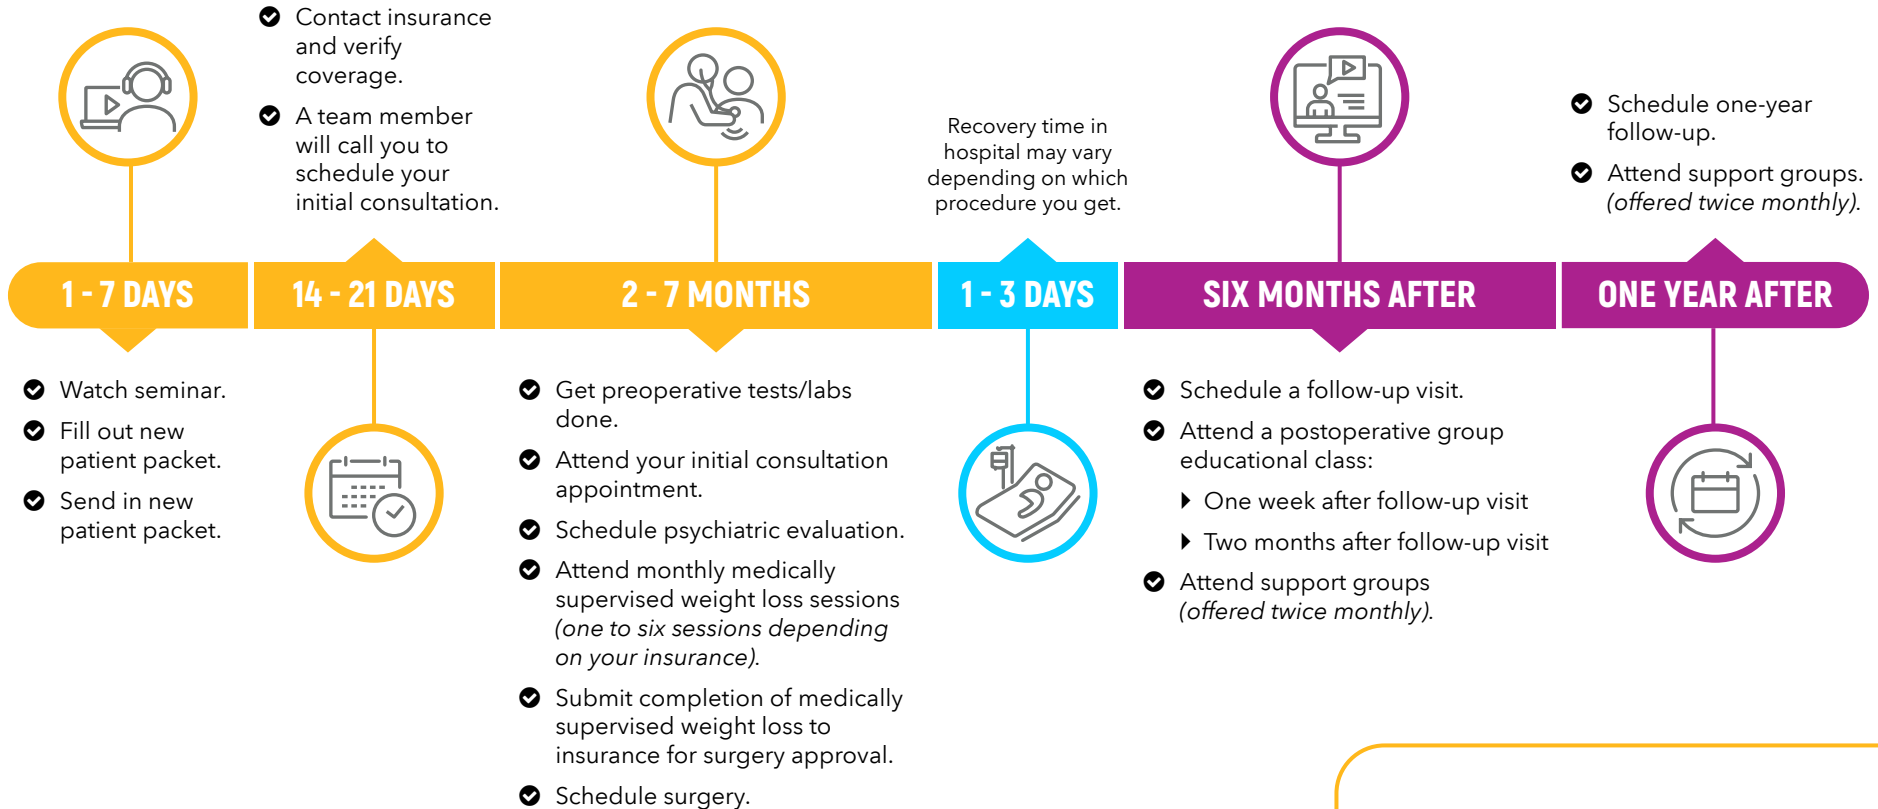 1 - 7 DAYS
Watch seminar.
Fill out new
patient packet.
Send in new
patient packet.
Contact insurance
and verify
coverage.
A team member
will call you to
schedule your
initial consultation.
14 - 21 DAYS
2 - 7 MONTHS
Get preoperative tests/labs
done.
Attend your initial consultation
appointment.
Schedule psychiatric evaluation.
Attend monthly medically
supervised weight loss sessions
(one to six sessions depending
on your insurance).
Submit completion of medically
supervised weight loss to
insurance for surgery approval.
Schedule surgery.
Recovery time in
hospital may vary
depending on which
procedure you get.
1 - 3 DAYS
SIX MONTHS AFTER
Schedule a follow-up visit.
Attend a postoperative group
educational class:
One week after follow-up visit
Two months after follow-up visit
Attend support groups
(offered twice monthly).
Schedule one-year
follow-up.
Attend support groups.
(offered twice monthly).
ONE YEAR AFTER